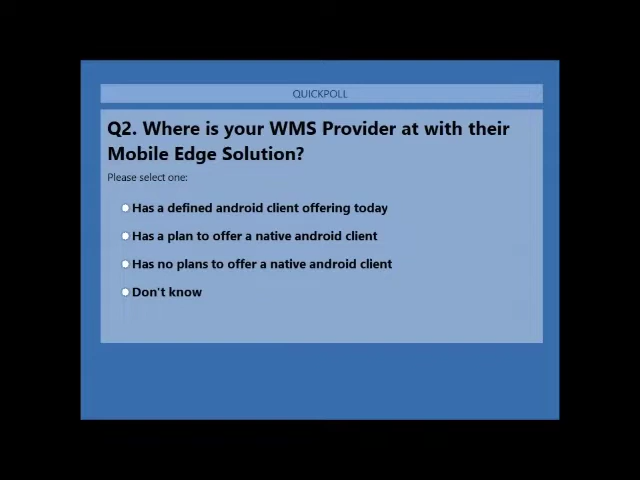 QUICKPOLL
Q2. Where is your WMS Provider at with their
Mobile Edge Solution?
Please select one:
Has a defined android client offering today
Has a plan to offer a native android client
Has no plans to offer a native android client
Don't know